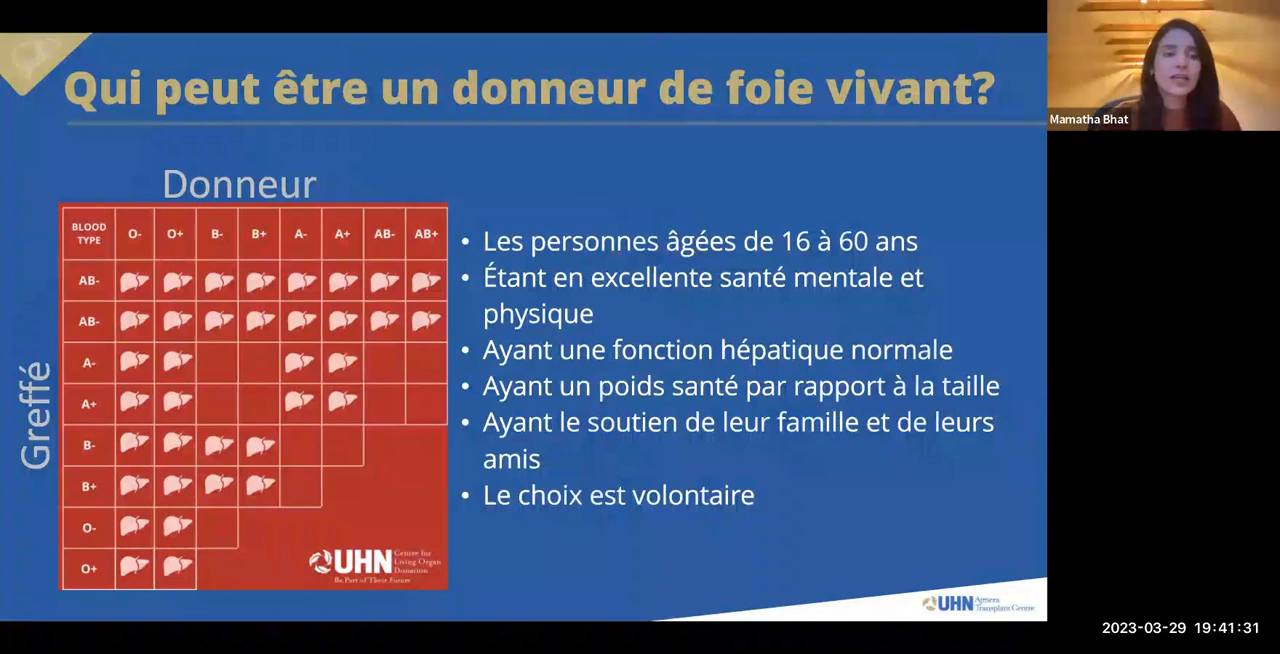 Qui peut être un donneur de foie vivant?
Mamatha Bhat
Donneur
Greffé
BLOOD
TYPE
O- O+ B- B+ A- A+ AB- AB+
AB-
AB-
A-
A+
B-
B+
O-
O+
UHN
Centre for
Living Organ
Donation
Be Part of Their Future
• Les personnes âgées de 16 à 60 ans
• Étant en excellente santé mentale et
physique
• Ayant une fonction hépatique normale
• Ayant un poids santé par rapport à la taille
• Ayant le soutien de leur famille et de leurs
amis
• Le choix est volontaire
UHN
Ajmera
Transplant Centre
2023-03-29 19:41:31